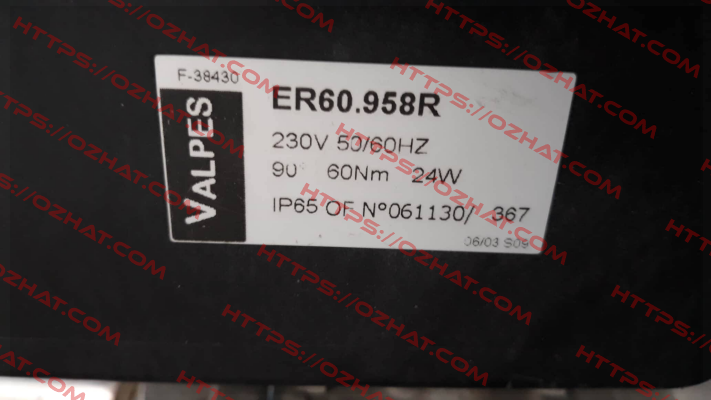 F-38430
VALPES
ER60.958R
230V 50/60HZ
90 60Nm 24W
IP65 OF N°061130/ 367
06/03 S09
HTTPS://OZHAT.COM